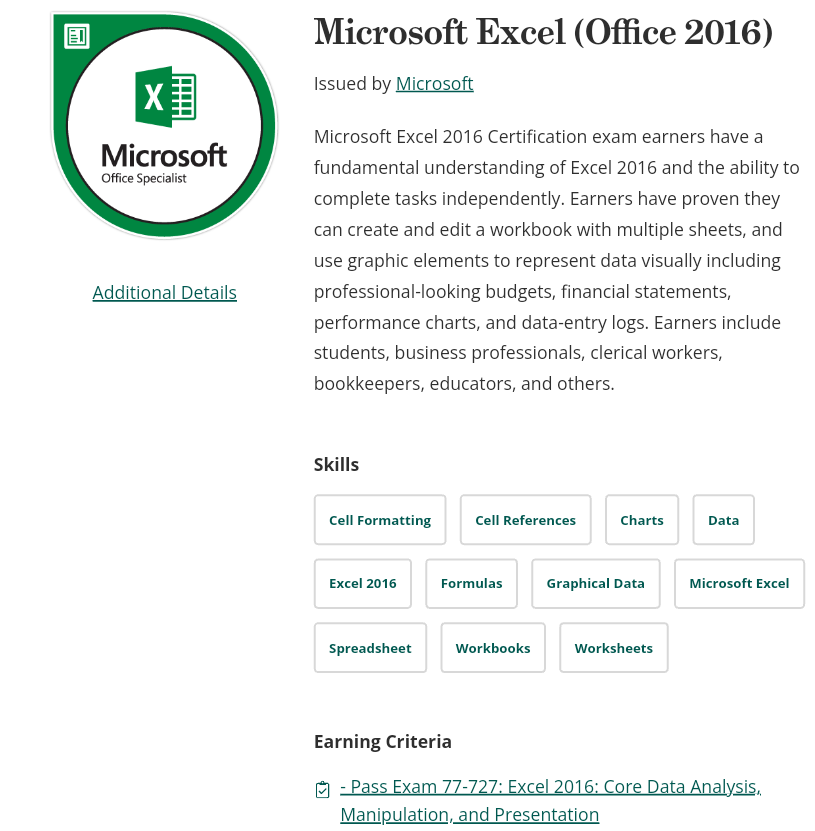 Microsoft Excel (Office 2016)
Issued by Microsoft
X
Microsoft
Office Specialist
Additional Details
Microsoft Excel 2016 Certification exam earners have a
fundamental understanding of Excel 2016 and the ability to
complete tasks independently. Earners have proven they
can create and edit a workbook with multiple sheets, and
use graphic elements to represent data visually including
professional-looking budgets, financial statements,
performance charts, and data-entry logs. Earners include
students, business professionals, clerical workers,
bookkeepers, educators, and others.
Skills
Cell Formatting Cell References Charts Data
Excel 2016 Formulas Graphical Data Microsoft Excel
Spreadsheet Workbooks Worksheets
Earning Criteria
- Pass Exam 77-727: Excel 2016: Core Data Analysis,
Manipulation, and Presentation